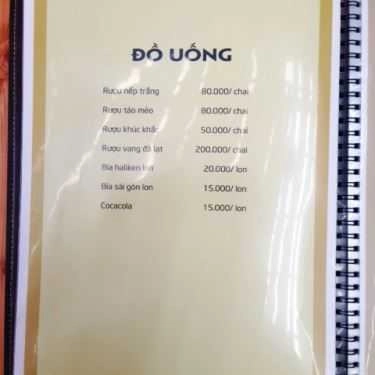 ĐỒ UỐNG
Rượu nếp trắng 80.000/ chai
Rượu táo mèo 80.000/ chai
Rượu khúc khắc 50.000/ chai
Rượu vang đà lạt 200.000/ chai
Bia haliken lon 20.000/ lon
Bia sài gòn lon 15.000/ lon
Cocacola 15.000/ lon